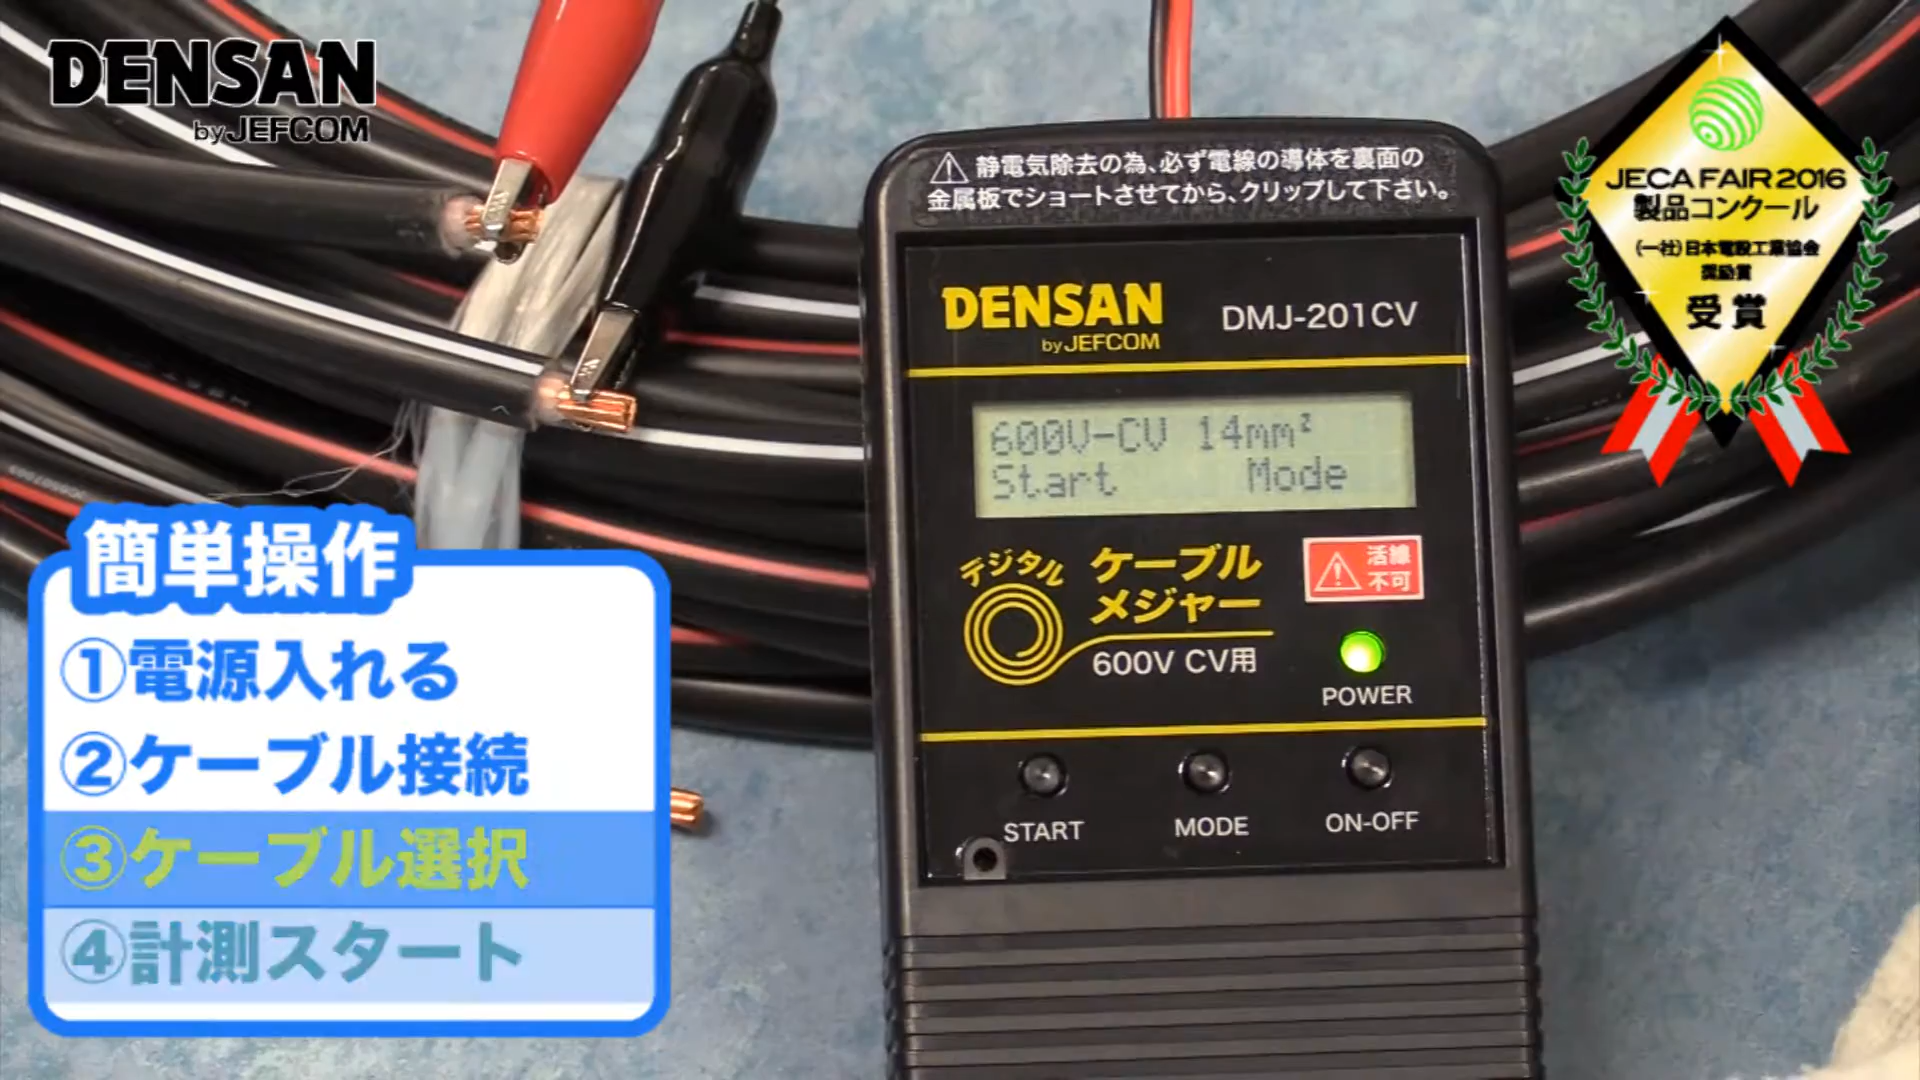 DENSAN
by JEFCOM
静電気除去の為、必ず電線の導体を裏面の
金属板でショートさせてから、クリップして下さい。
DENSAN
by JEFCOM
DMJ-201CV
600V-CV 14mm²
Start Mode
デジタル
ケーブル
メジャー
600V CV用
活線
不可
POWER
START
MODE
ON-OFF
JECA FAIR 2016
製品コンクール
(一社)日本電設工業協会
奨励賞
受賞
簡単操作
①電源入れる
②ケーブル接続
③ケーブル選択
④計測スタート